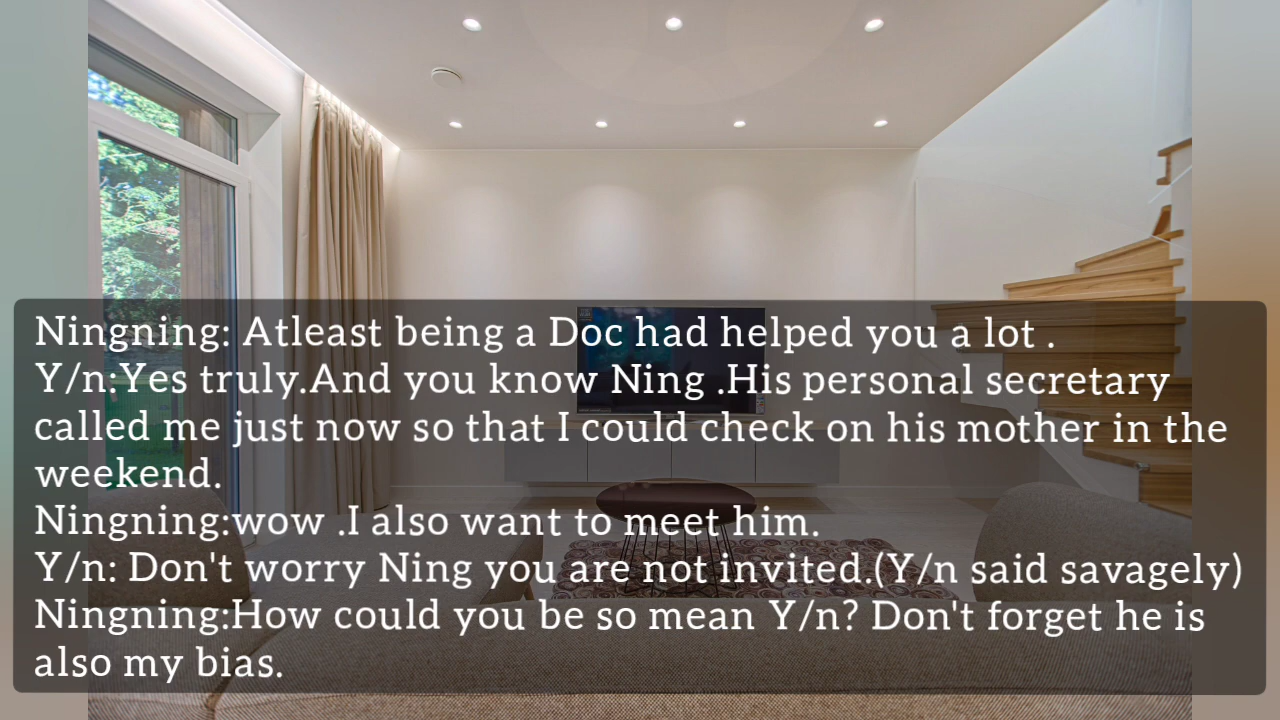 Ningning: Atleast being a Doc had helped you a lot .
Y/n:Yes truly.And you know Ning .His personal secretary
called me just now so that I could check on his mother in the
weekend.
Ningning:wow .I also want to meet him.
Y/n: Don't worry Ning you are not invited.(Y/n said savagely)
Ningning:How could you be so mean Y/n? Don't forget he is
also my bias.